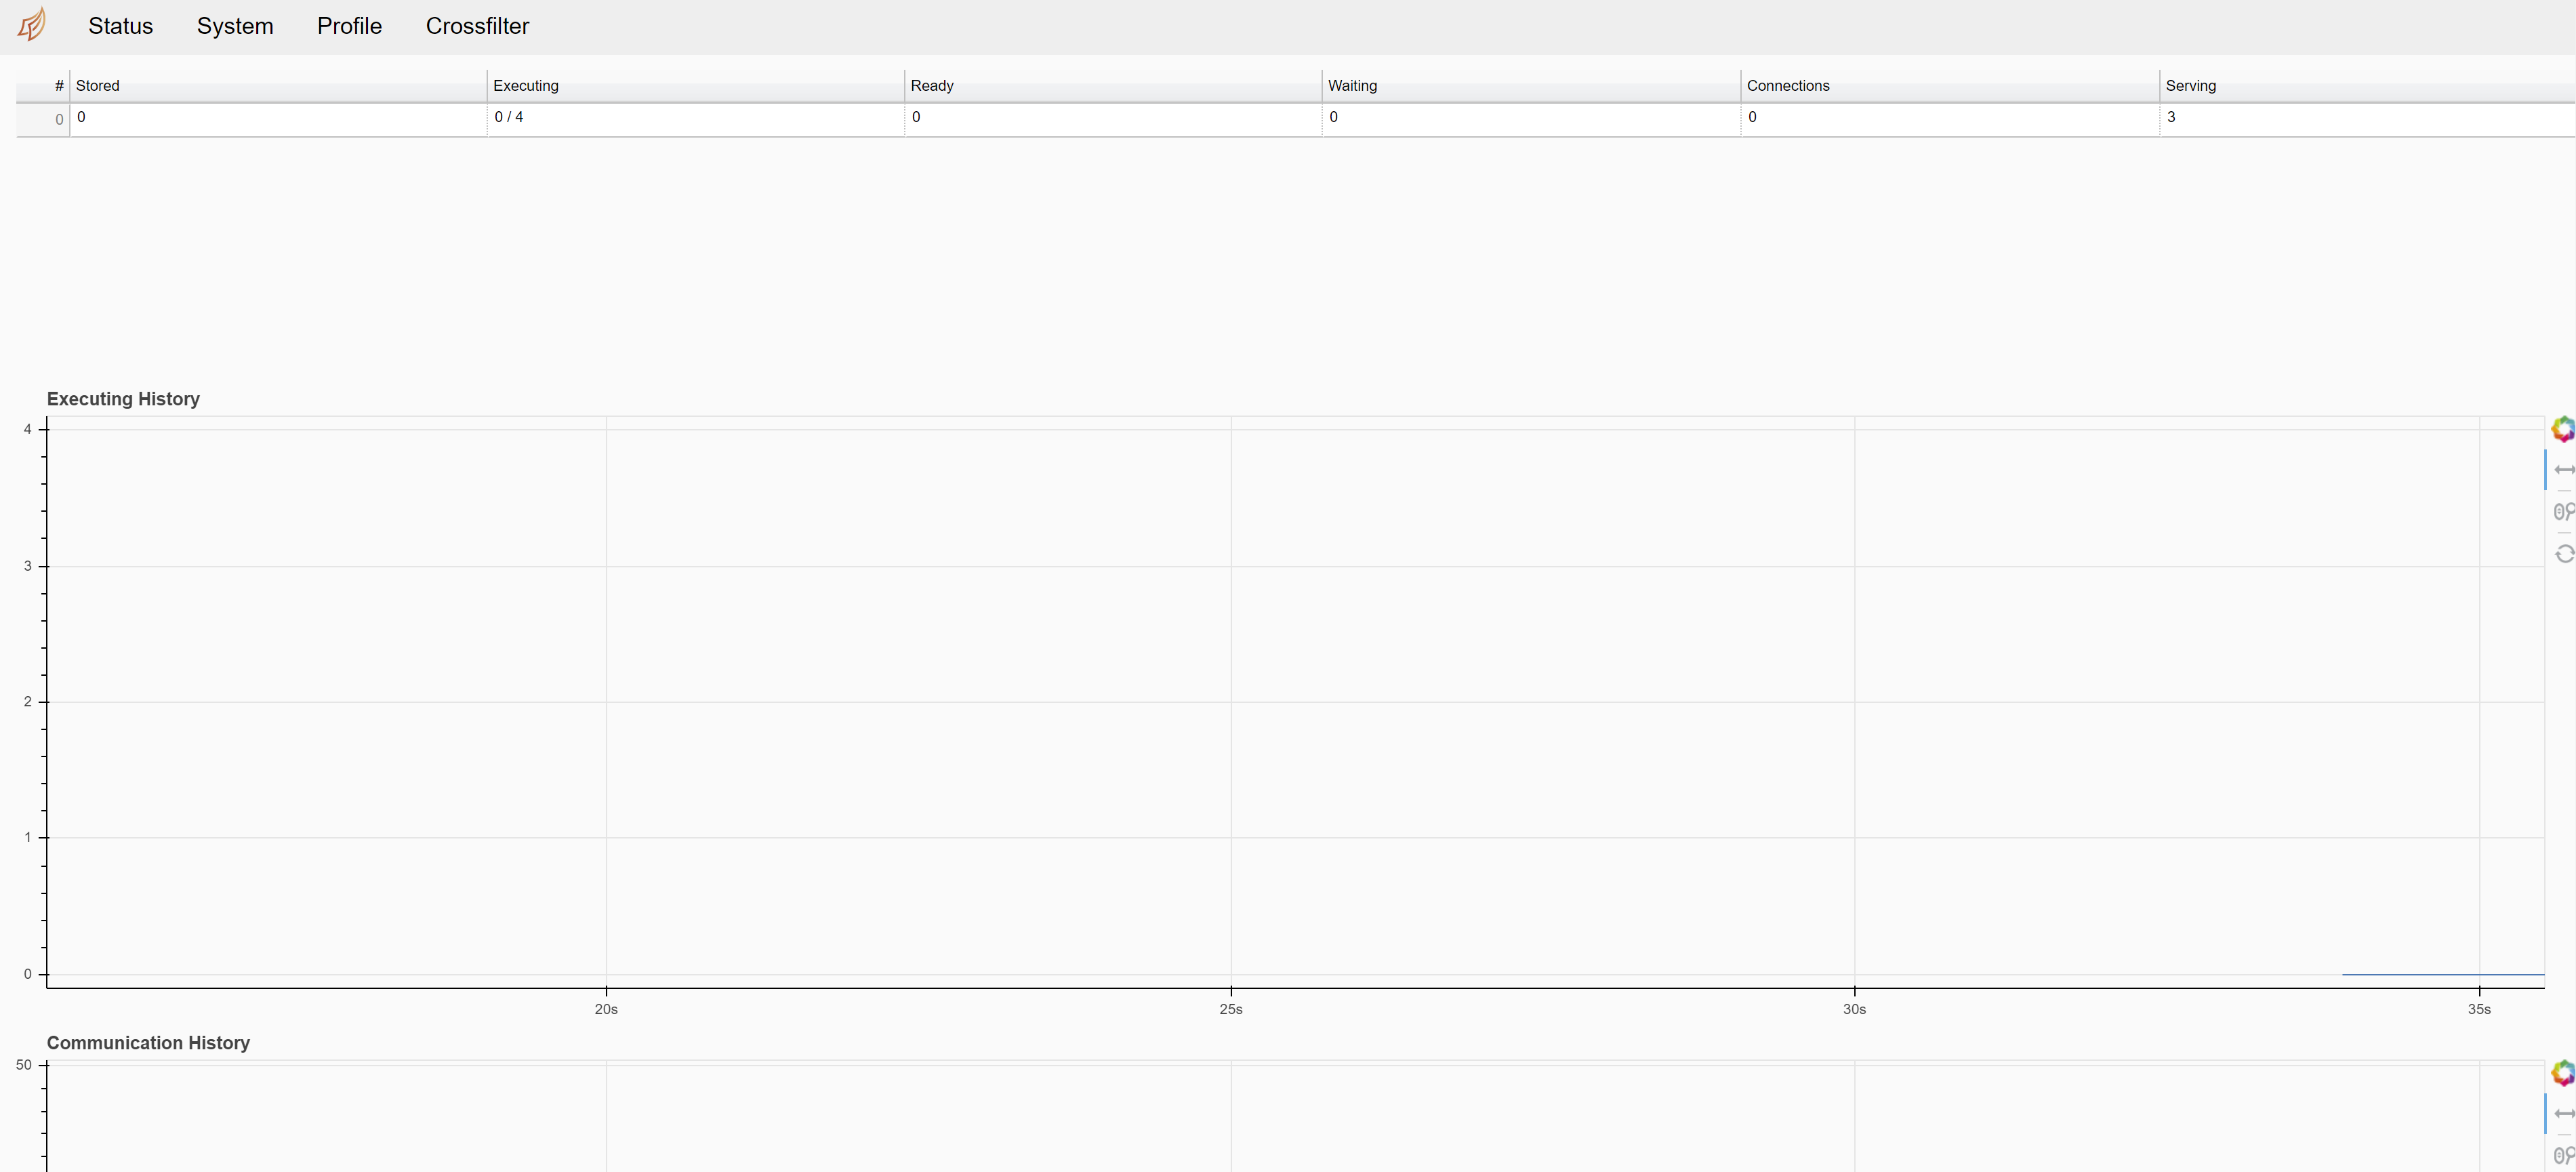 Status System Profile Crossfilter
# Stored Executing Ready Waiting Connections Serving
0 0 0 / 4 0 0 0 3
Executing History
4
3
2
1
0
20s 25s 30s 35s
Communication History
50